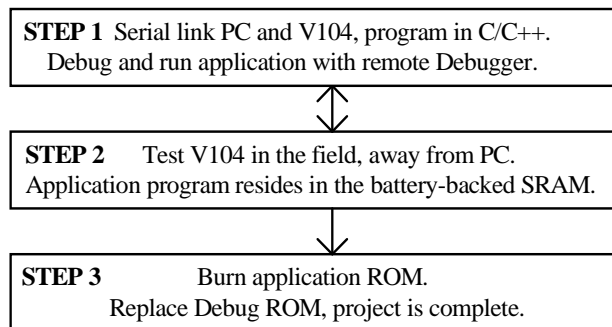 STEP 1 Serial link PC and V104, program in C/C++.
Debug and run application with remote Debugger.
STEP 2 Test V104 in the field, away from PC.
Application program resides in the battery-backed SRAM.
STEP 3 Burn application ROM.
Replace Debug ROM, project is complete.